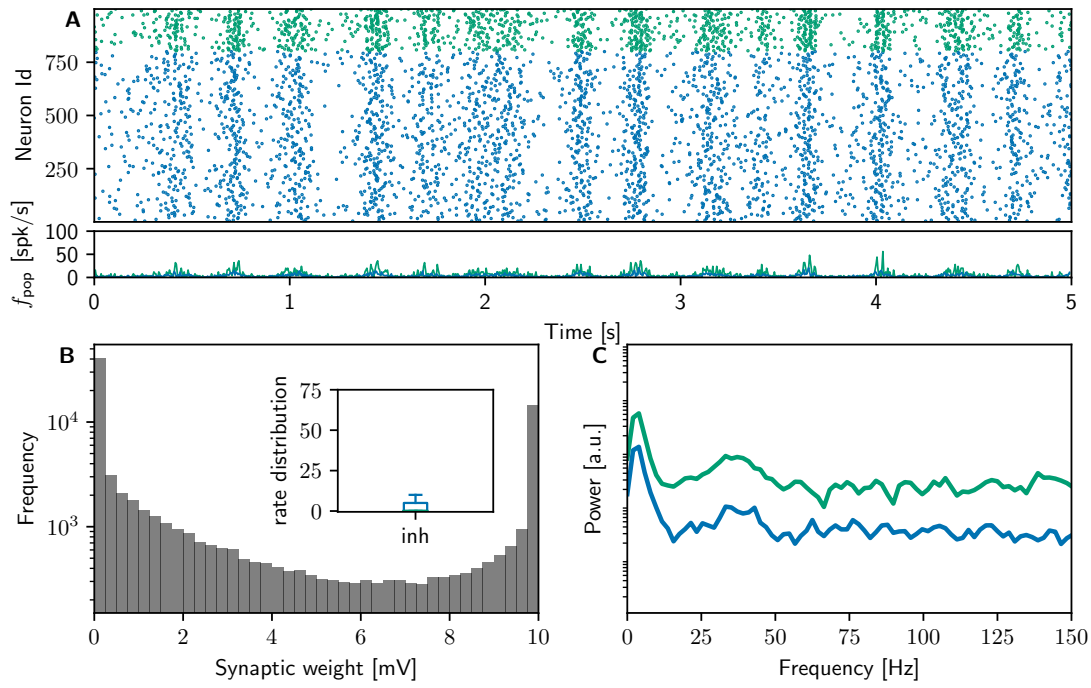 A
Neuron Id
750
500
250
f_pop [spk/s]
100
50
0
0 1 2 3 4 5
Time [s]
B
Frequency
10^4
10^3
0 2 4 6 8 10
Synaptic weight [mV]
rate distribution
75
25
0
inh
C
Power [a.u.]
0 25 50 75 100 125 150
Frequency [Hz]